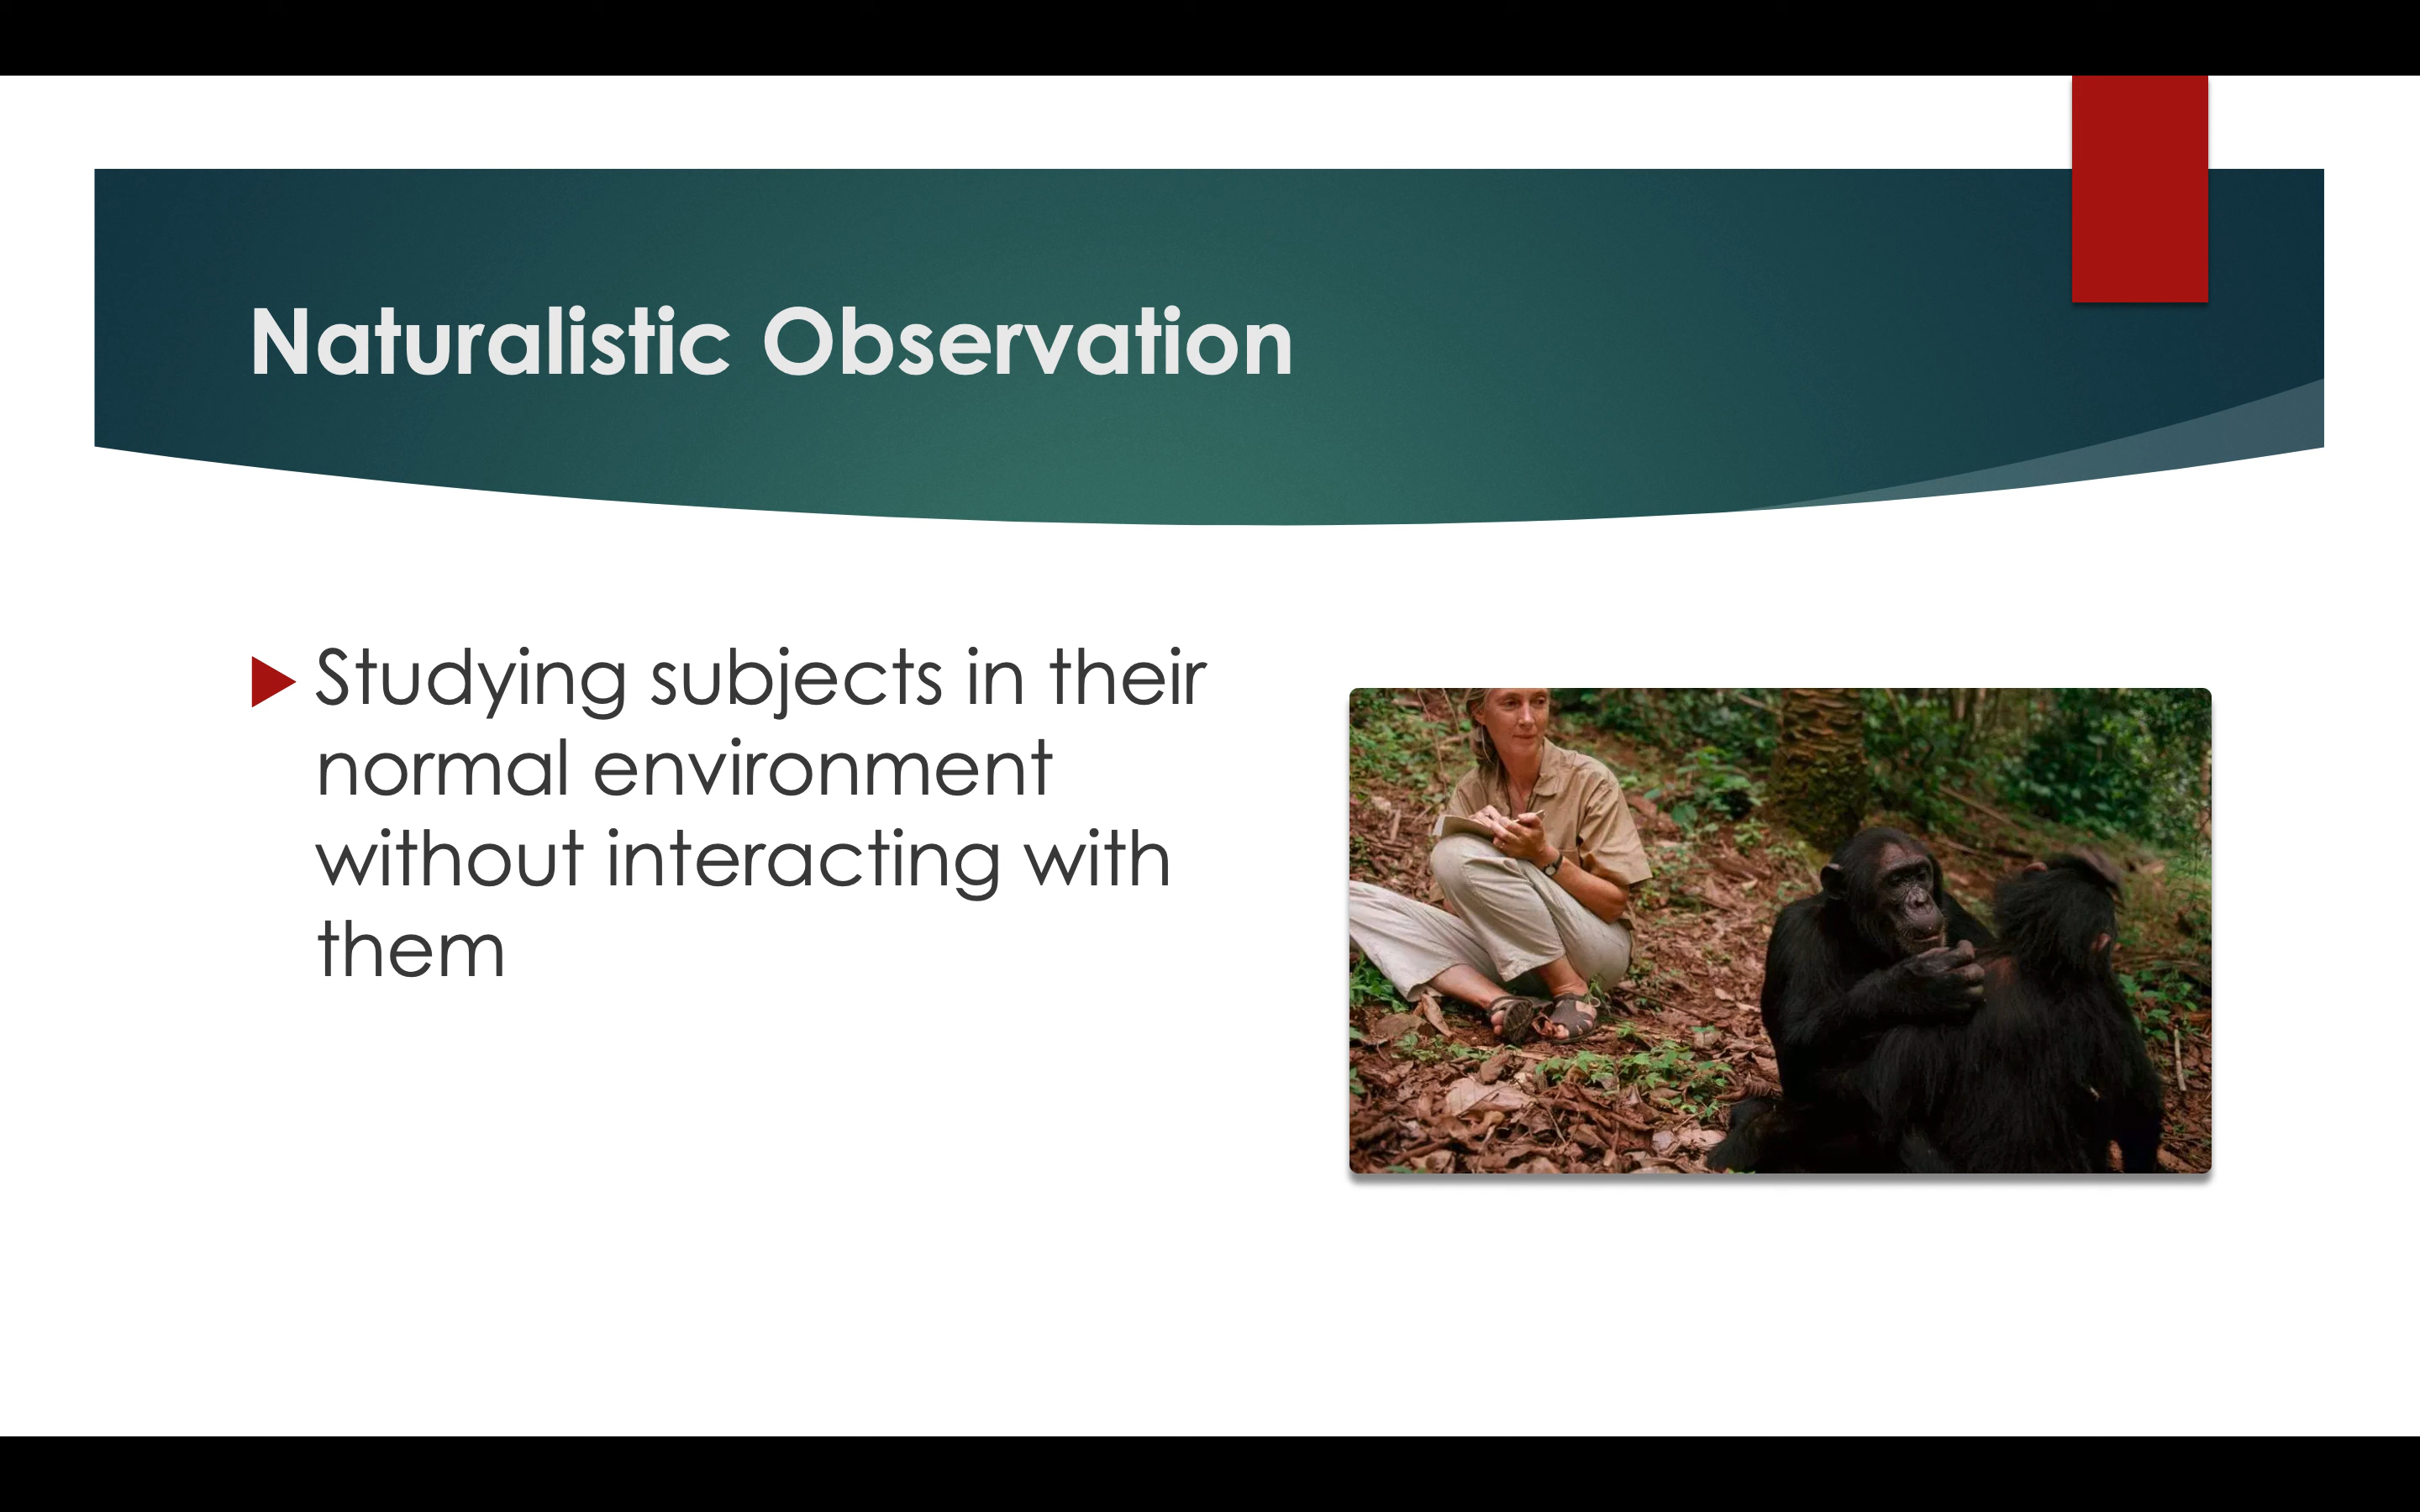 Naturalistic Observation
Studying subjects in their
normal environment
without interacting with
them